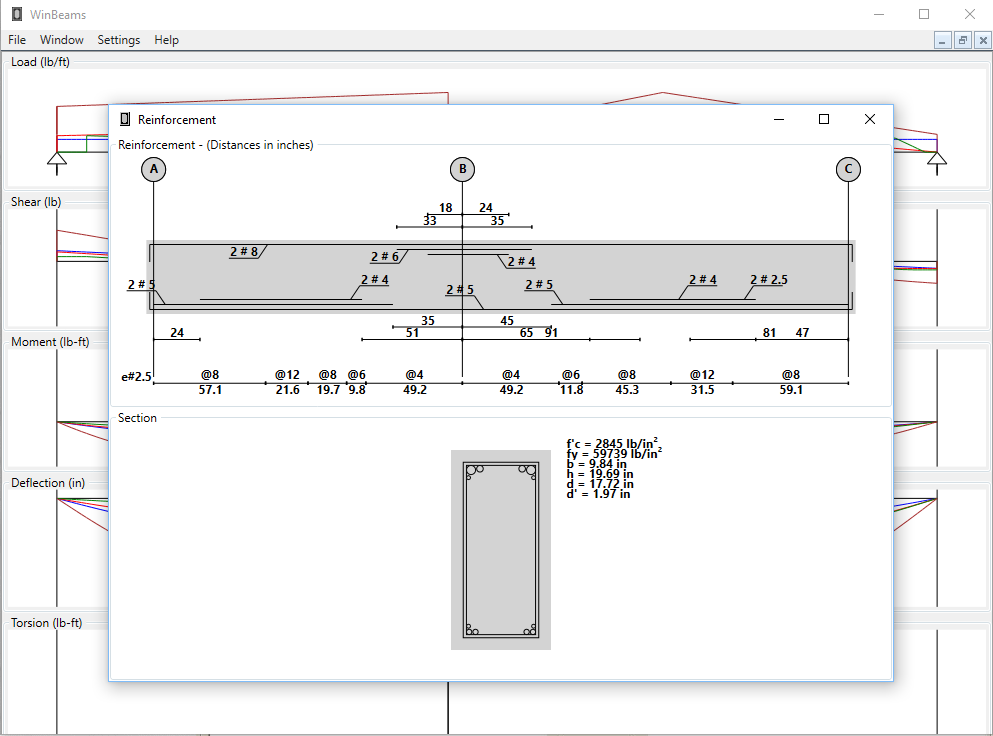 WinBeams
File Window Settings Help
Load (lb/ft)
Reinforcement
Reinforcement - (Distances in inches)
A B C
18 24
33 35
Shear (lb)
2 # 8 2 # 6 2 # 4
2 # 5 2 # 4 2 # 5 2 # 5 2 # 4 2 # 2.5
35 45
24 51 65 91 81 47
Moment (lb-ft)
e#2.5 @8 @12 @8 @6 @4 @4 @6 @8 @12 @8
57.1 21.6 19.7 9.8 49.2 49.2 11.8 45.3 31.5 59.1
Section
f'c = 2845 lb/in²
fy = 59739 lb/in²
b = 9.84 in
h = 19.69 in
d = 17.72 in
d' = 1.97 in
Deflection (in)
Torsion (lb-ft)